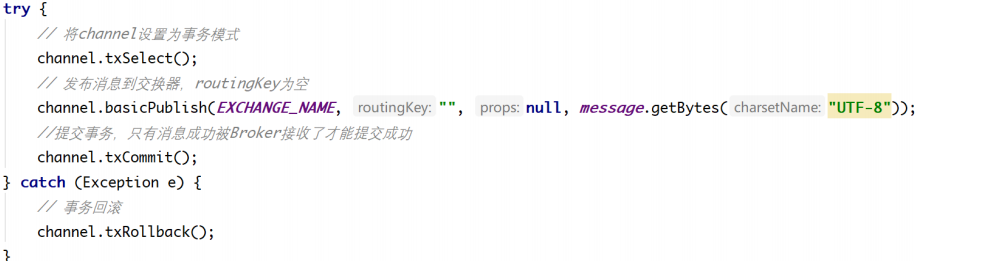 try {
// 将channel设置为事务模式
channel.txSelect();
// 发布消息到交换器，routingKey为空
channel.basicPublish(EXCHANGE_NAME, routingKey: "", props: null, message.getBytes( charsetName: "UTF-8"));
//提交事务，只有消息成功被Broker接收了才能提交成功
channel.txCommit();
} catch (Exception e) {
// 事务回滚
channel.txRollback();
}